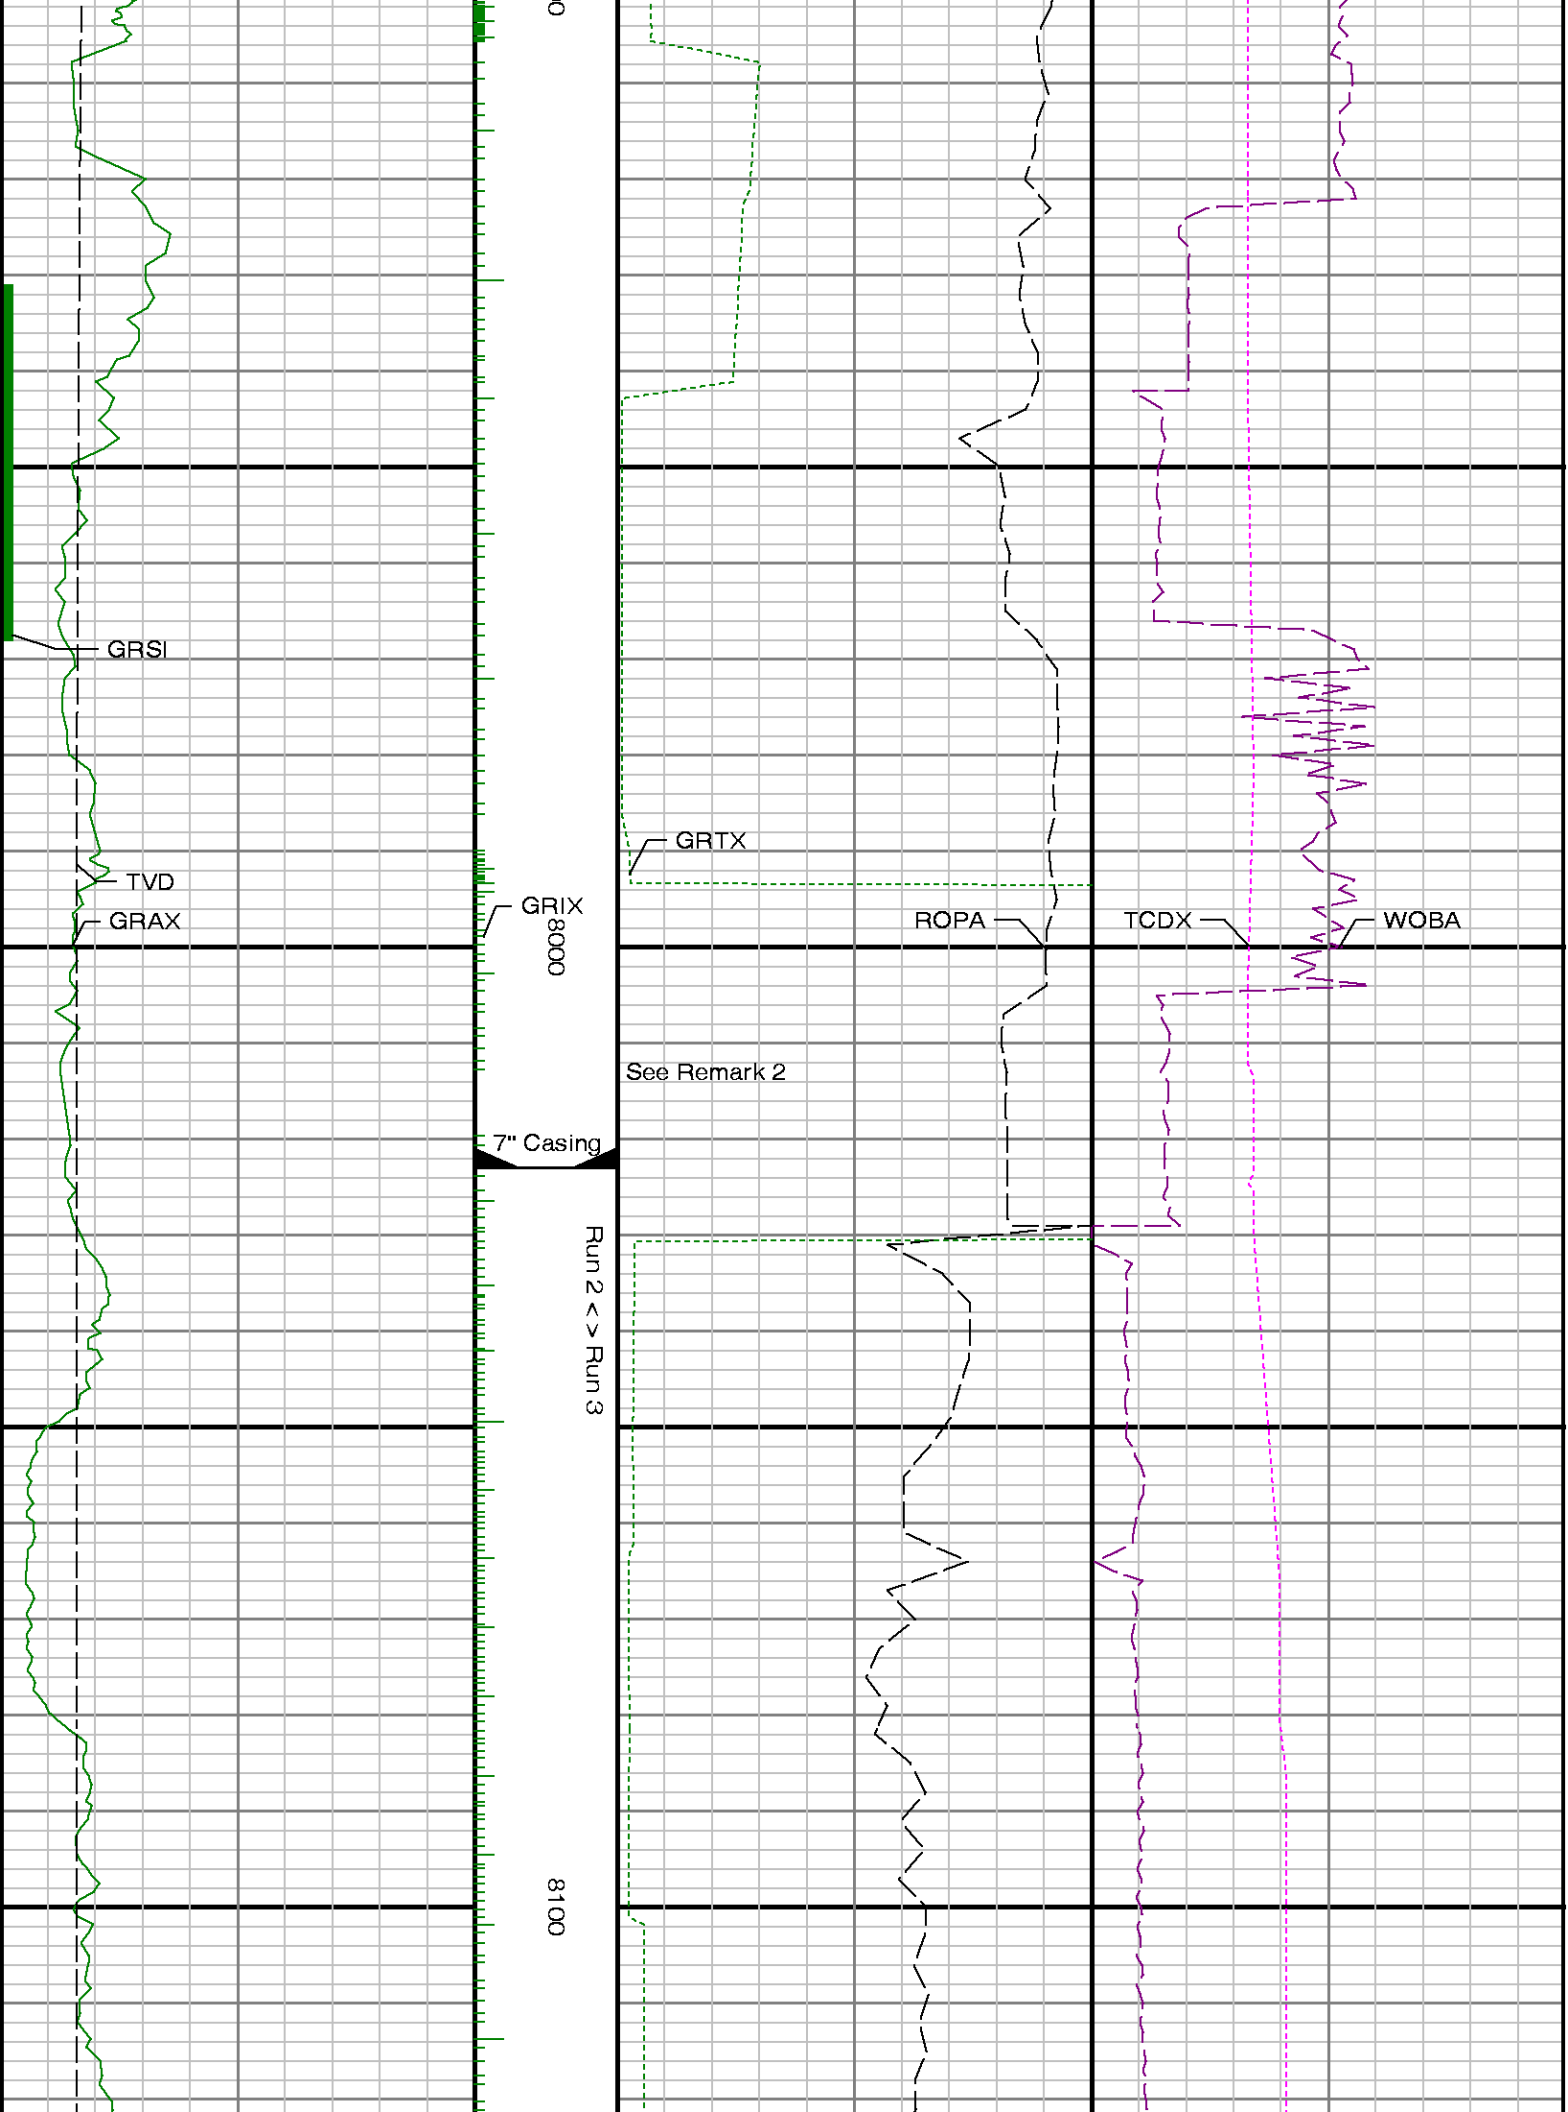 0
GRSI
GRTX
TVD
GRIX
GRAX
ROPA
TCDX
WOBA
8000
See Remark 2
7" Casing
Run 2 < > Run 3
8100